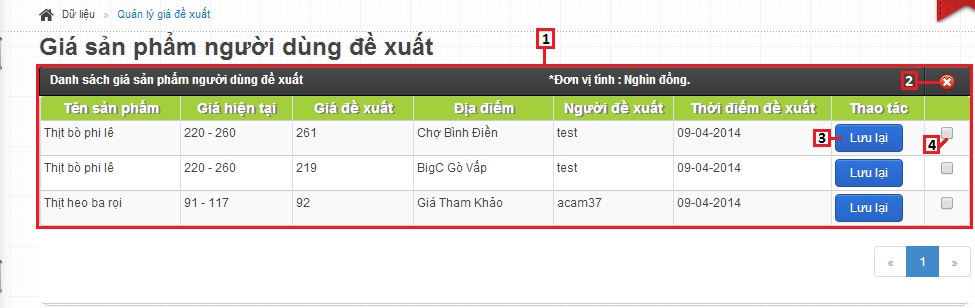 Dữ liệu » Quản lý giá đề xuất
Giá sản phẩm người dùng đề xuất
1
Danh sách giá sản phẩm người dùng đề xuất *Đơn vị tính : Nghìn đồng. 2
Tên sản phẩm Giá hiện tại Giá đề xuất Địa điểm Người đề xuất Thời điểm đề xuất Thao tác
Thịt bò phi lê 220 - 260 261 Chợ Bình Điền test 09-04-2014 3 Lưu lại 4
Thịt bò phi lê 220 - 260 219 BigC Gò Vấp test 09-04-2014 Lưu lại
Thịt heo ba rọi 91 - 117 92 Giá Tham Khảo acam37 09-04-2014 Lưu lại
« 1 »